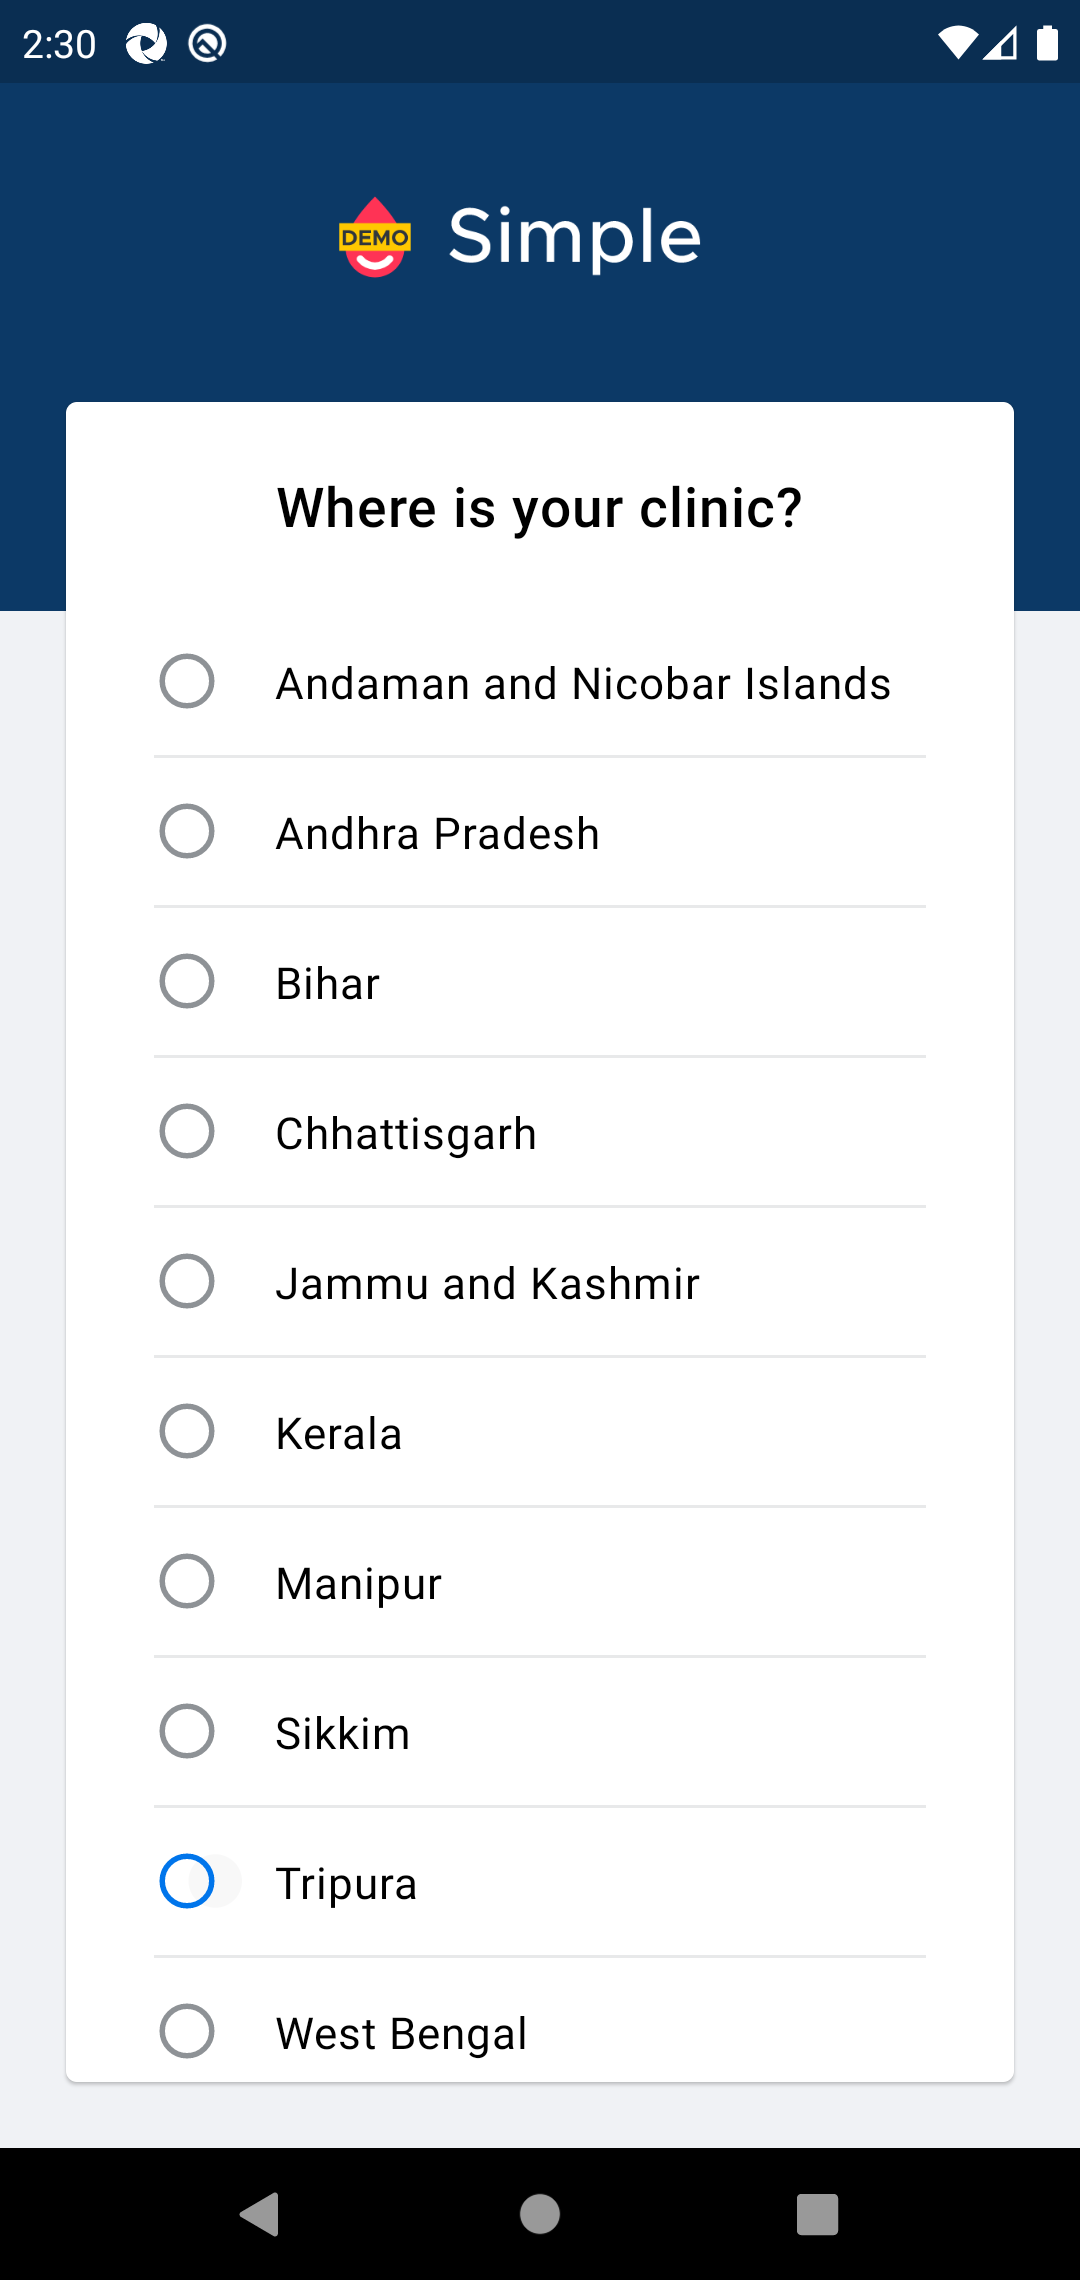 2:30
DEMO
Simple
Where is your clinic?
Andaman and Nicobar Islands
Andhra Pradesh
Bihar
Chhattisgarh
Jammu and Kashmir
Kerala
Manipur
Sikkim
Tripura
West Bengal